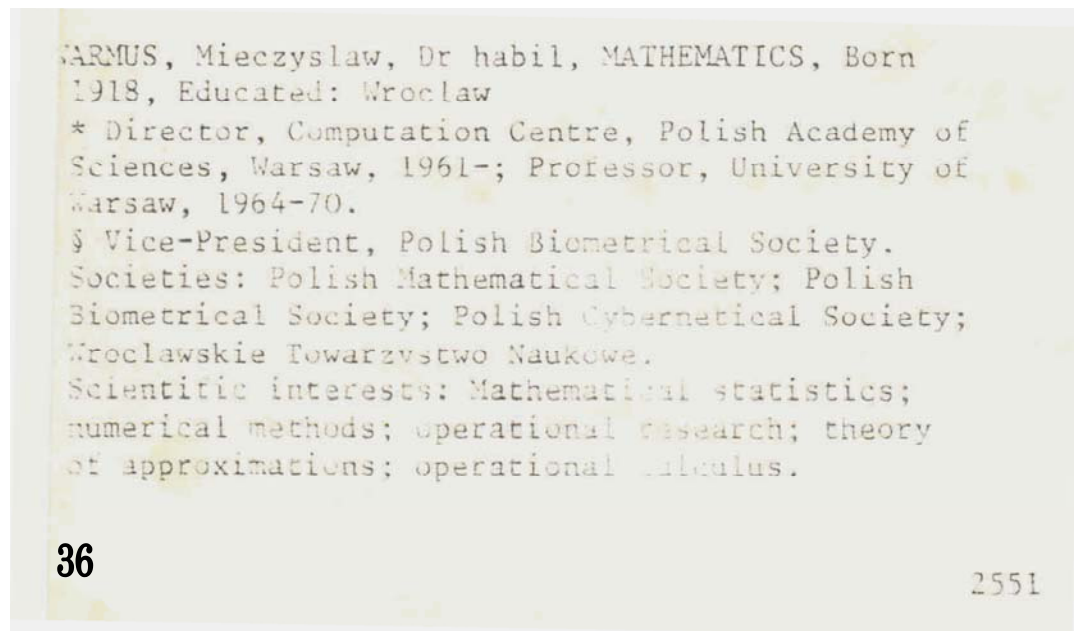 WARMUS, Mieczyslaw, Dr habil, MATHEMATICS, Born
1918, Educated: Wroclaw
* Director, Computation Centre, Polish Academy of
Sciences, Warsaw, 1961-; Professor, University of
Warsaw, 1964-70.
§ Vice-President, Polish Biometrical Society.
Societies: Polish Mathematical Society; Polish
Biometrical Society; Polish Cybernetical Society;
Wroclawskie Towarzystwo Naukowe.
Scientific interests: Mathematical statistics;
numerical methods; operational research; theory
of approximations; operational calculus.
36
2551